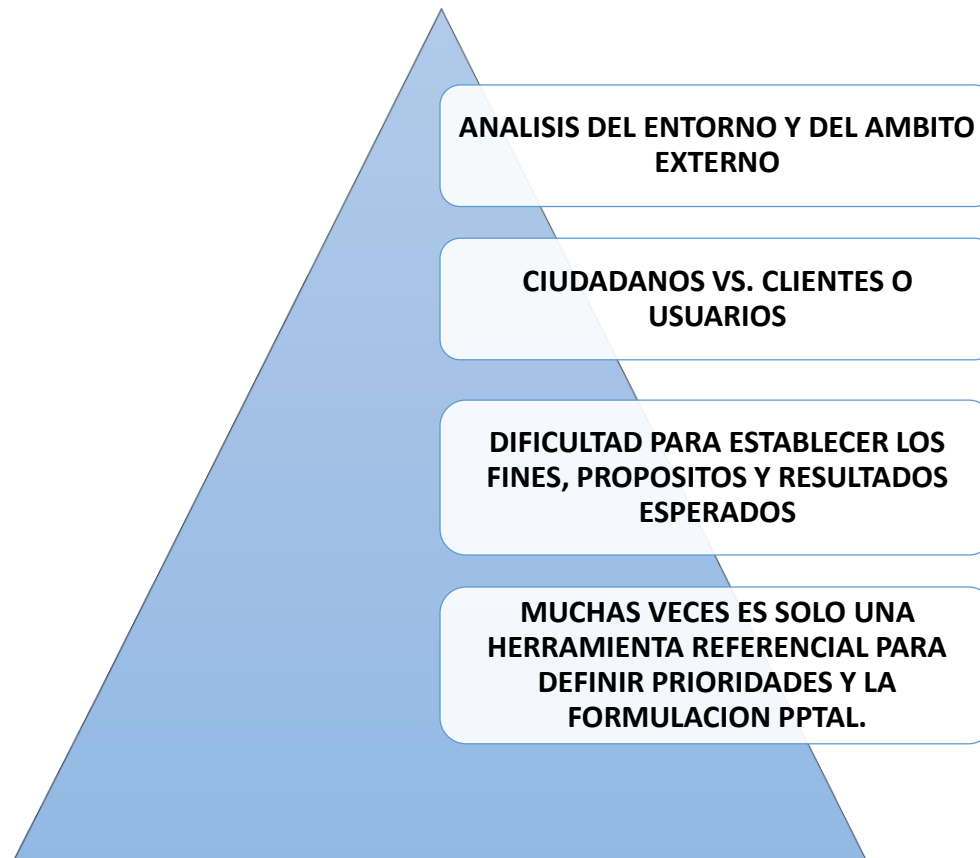 ANALISIS DEL ENTORNO Y DEL AMBITO
EXTERNO
CIUDADANOS VS. CLIENTES O
USUARIOS
DIFICULTAD PARA ESTABLECER LOS
FINES, PROPOSITOS Y RESULTADOS
ESPERADOS
MUCHAS VECES ES SOLO UNA
HERRAMIENTA REFERENCIAL PARA
DEFINIR PRIORIDADES Y LA
FORMULACION PPTAL.